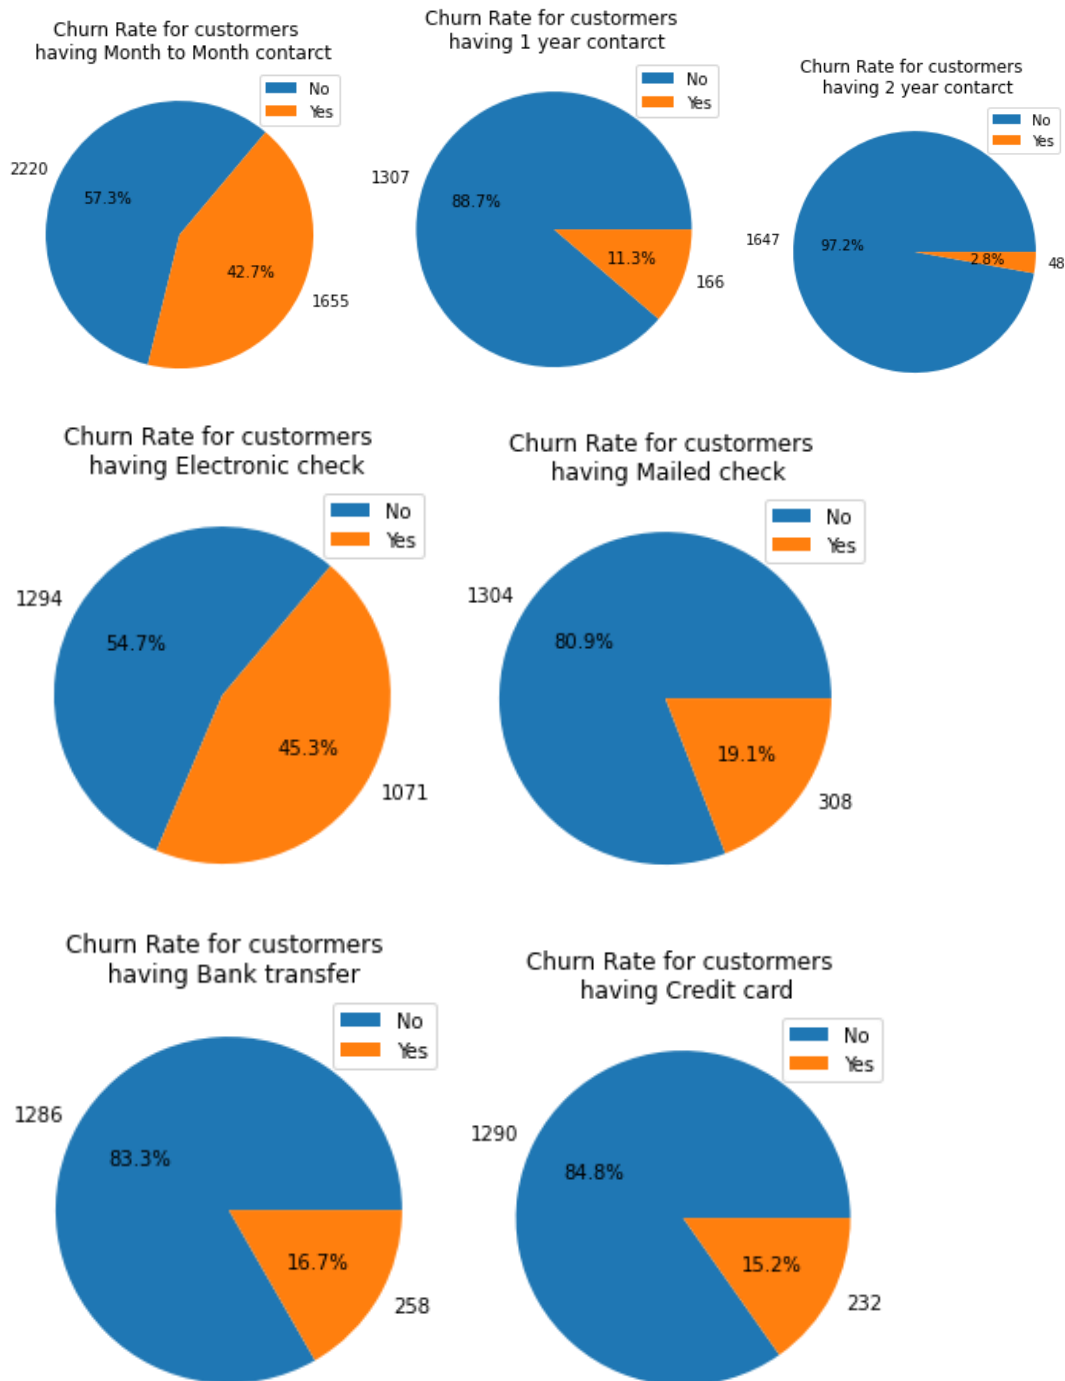 Churn Rate for custormers
having Month to Month contarct
No
Yes
2220
57.3%
42.7%
1655
Churn Rate for custormers
having 1 year contarct
No
Yes
1307
88.7%
11.3%
166
Churn Rate for custormers
having 2 year contarct
No
Yes
1647
97.2%
2.8%
48
Churn Rate for custormers
having Electronic check
No
Yes
1294
54.7%
45.3%
1071
Churn Rate for custormers
having Mailed check
No
Yes
1304
80.9%
19.1%
308
Churn Rate for custormers
having Bank transfer
No
Yes
1286
83.3%
16.7%
258
Churn Rate for custormers
having Credit card
No
Yes
1290
84.8%
15.2%
232